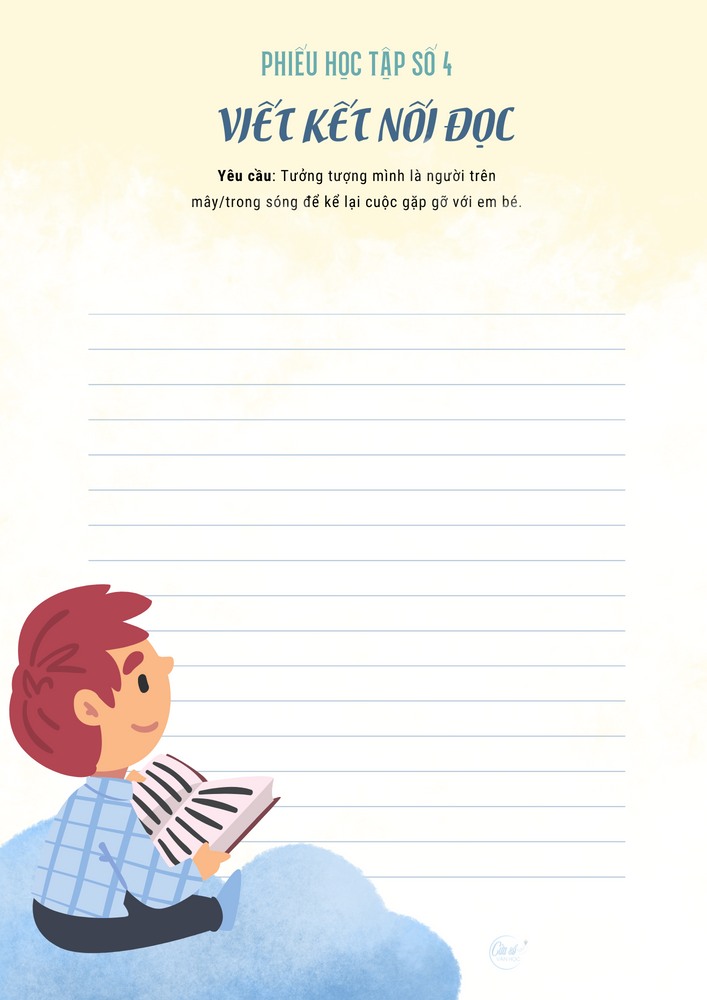 PHIẾU HỌC TẬP SỐ 4
VIẾT KẾT NỐI ĐỌC
Yêu cầu: Tưởng tượng mình là người trên
mây/trong sóng để kể lại cuộc gặp gỡ với em bé.